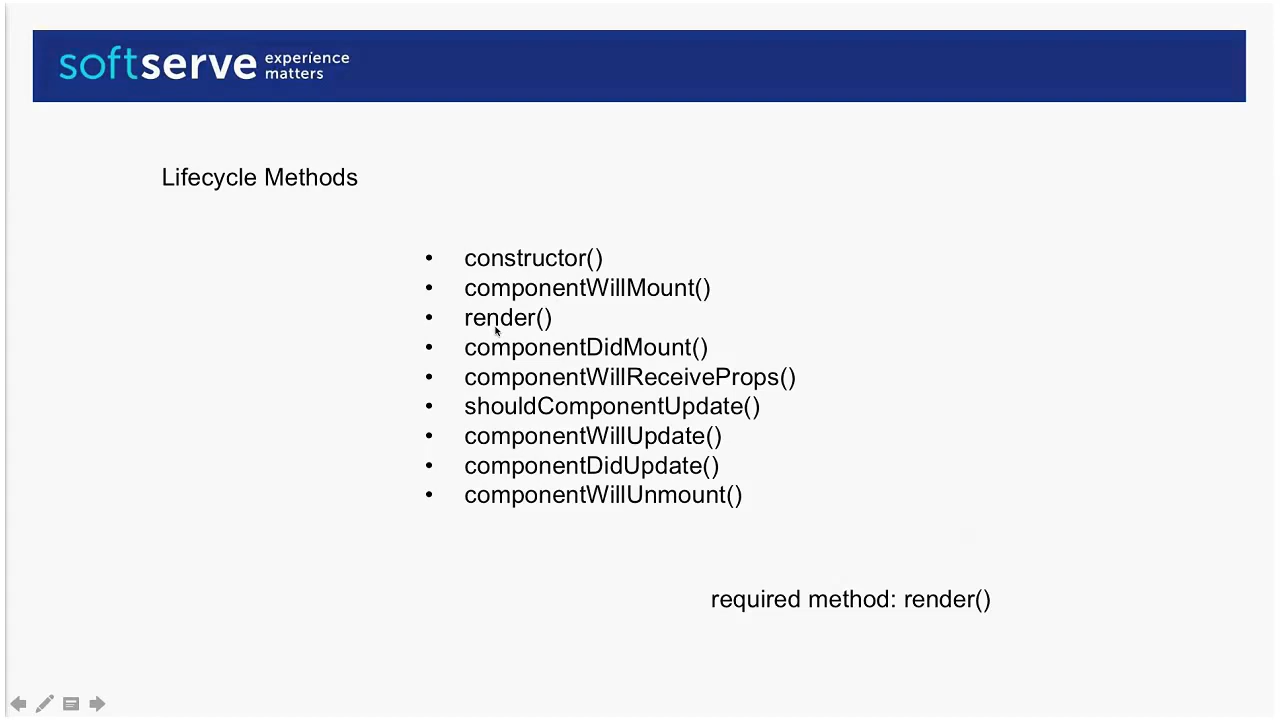 softserve experience
matters
Lifecycle Methods
• constructor()
• componentWillMount()
• render()
• componentDidMount()
• componentWillReceiveProps()
• shouldComponentUpdate()
• componentWillUpdate()
• componentDidUpdate()
• componentWillUnmount()
required method: render()